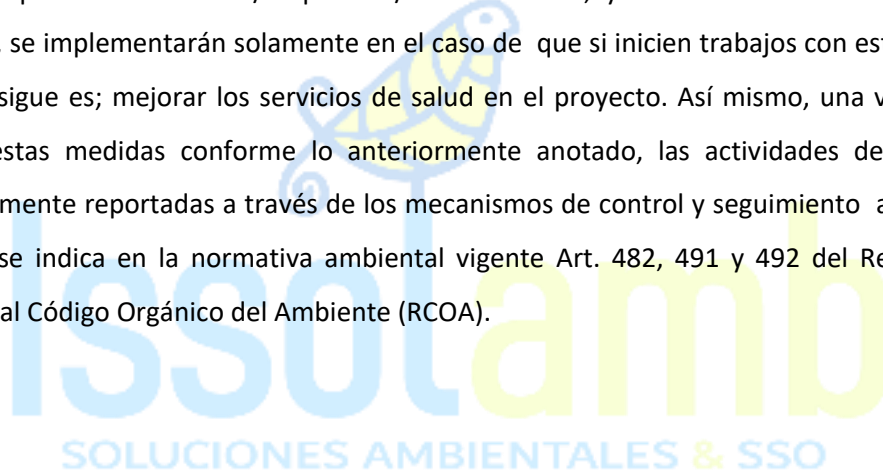 se implementarán solamente en el caso de que si inicien trabajos con est
sigue es; mejorar los servicios de salud en el proyecto. Así mismo, una v
estas medidas conforme lo anteriormente anotado, las actividades de
mente reportadas a través de los mecanismos de control y seguimiento a
se indica en la normativa ambiental vigente Art. 482, 491 y 492 del Re
al Código Orgánico del Ambiente (RCOA).
Issolamb
SOLUCIONES AMBIENTALES & SSO